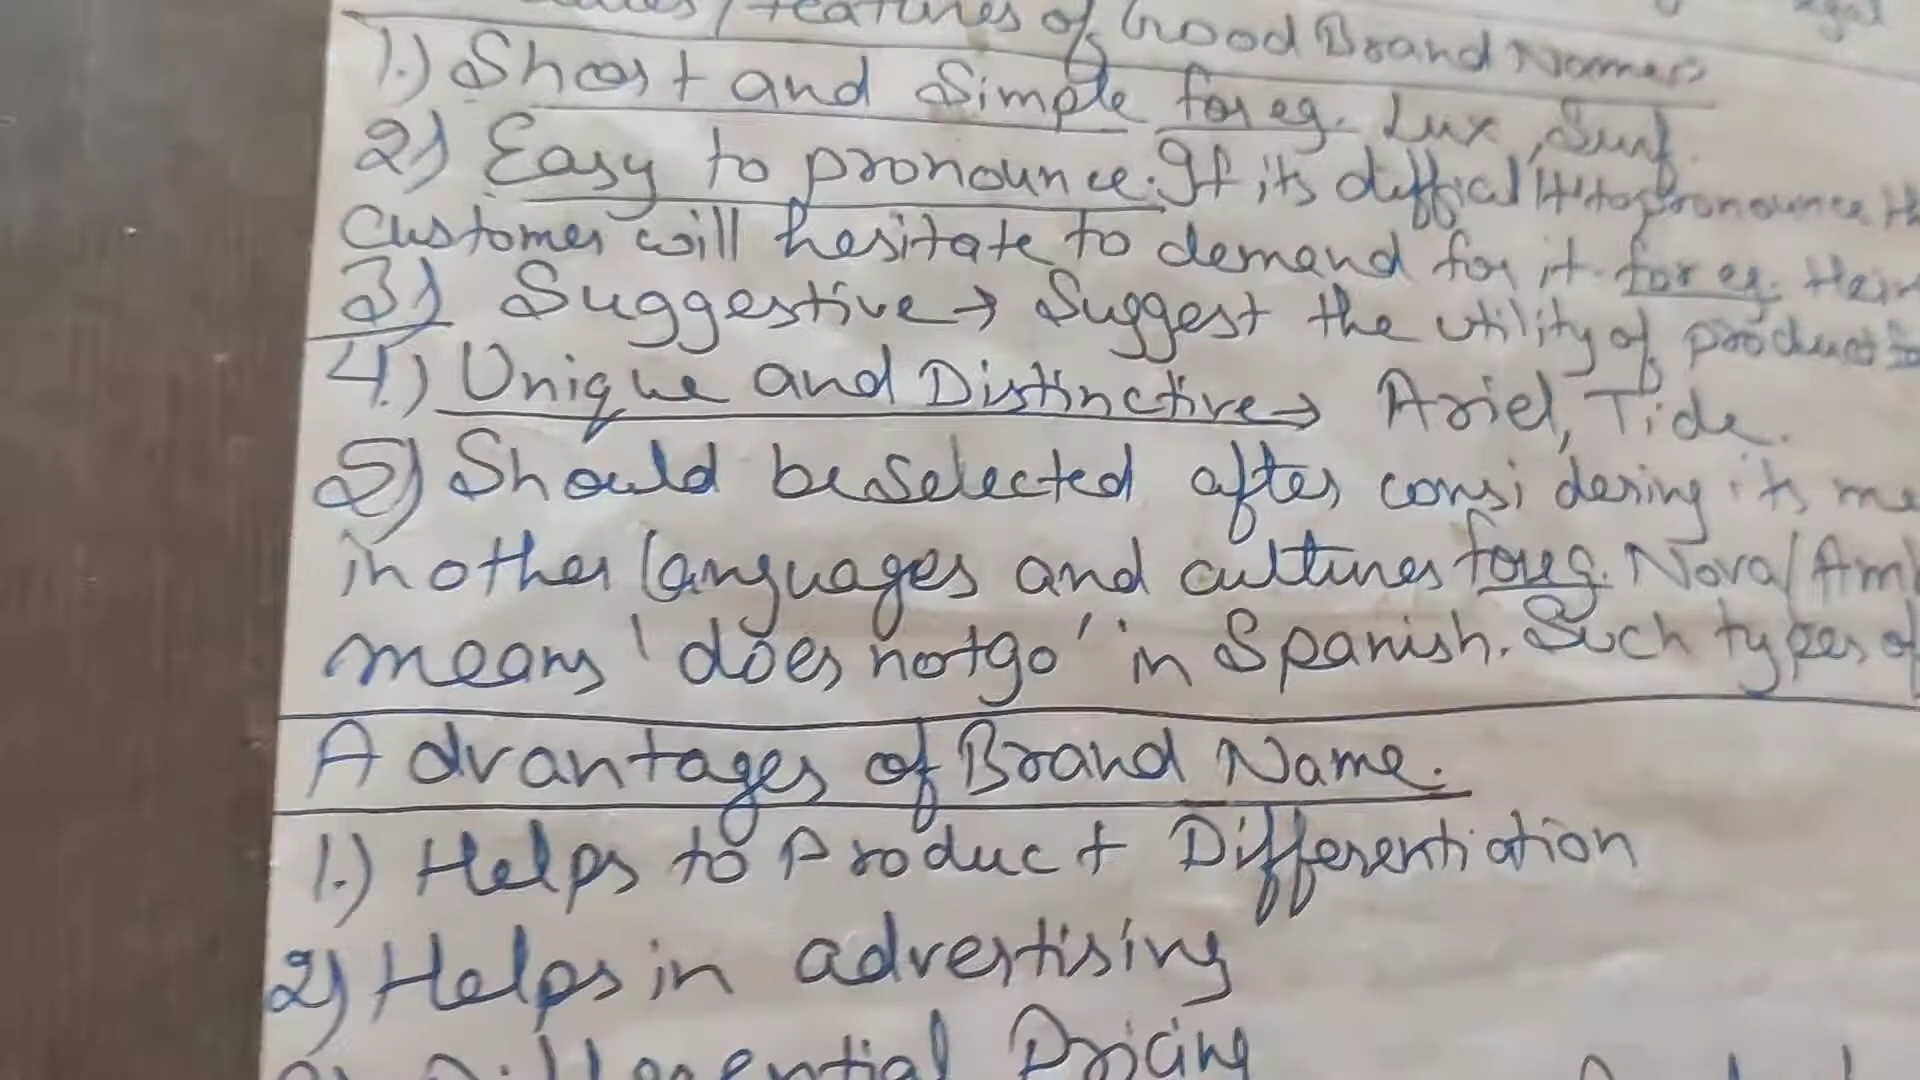 features of Good Brand Names
1.) Short and Simple for eg. Lux, Surf.
2) Easy to pronounce. If its difficult to pronounce
customer will hesitate to demand for it for eg.
3) Suggestive → Suggest the utility of product
4.) Unique and Distinctive → Ariel, Tide.
5) Should be selected after considering its
in other languages and cultures for eg. Nova/
means 'does not go' in Spanish. Such types of
Advantages of Brand Name.
1.) Helps to Product Differentiation
2) Helps in advertising
Differential Pricing